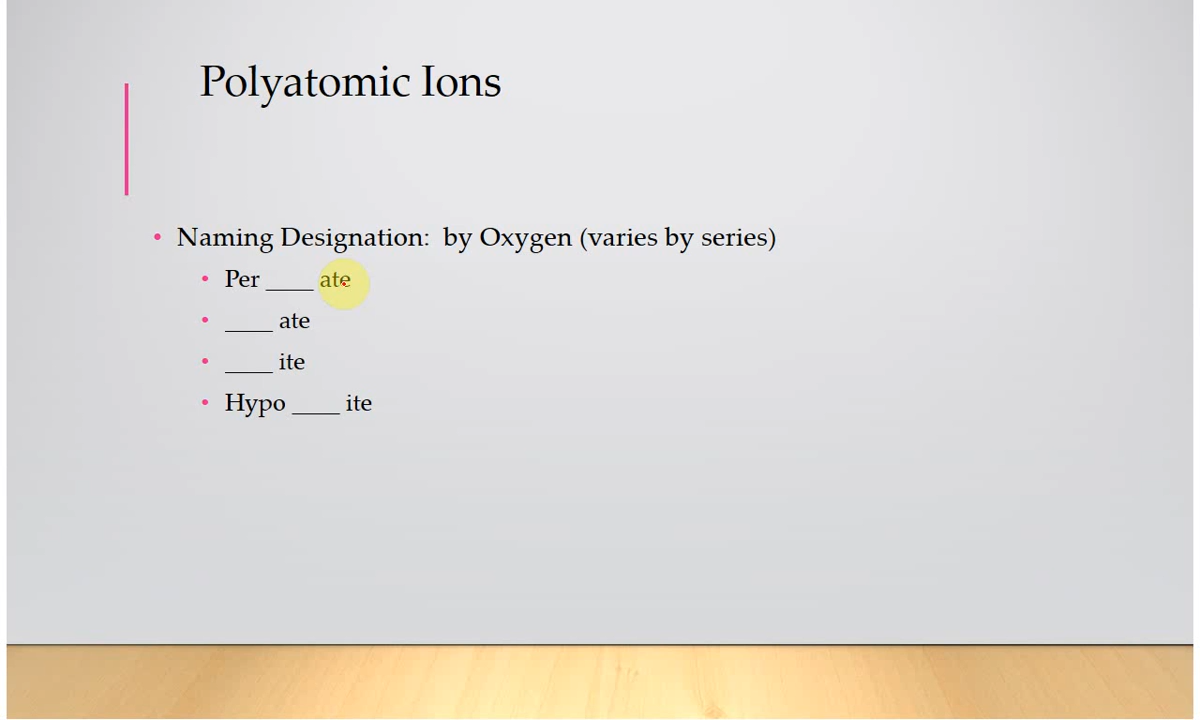 Polyatomic Ions
• Naming Designation: by Oxygen (varies by series)
• Per ____ ate
• ____ ate
• ____ ite
• Hypo ____ ite